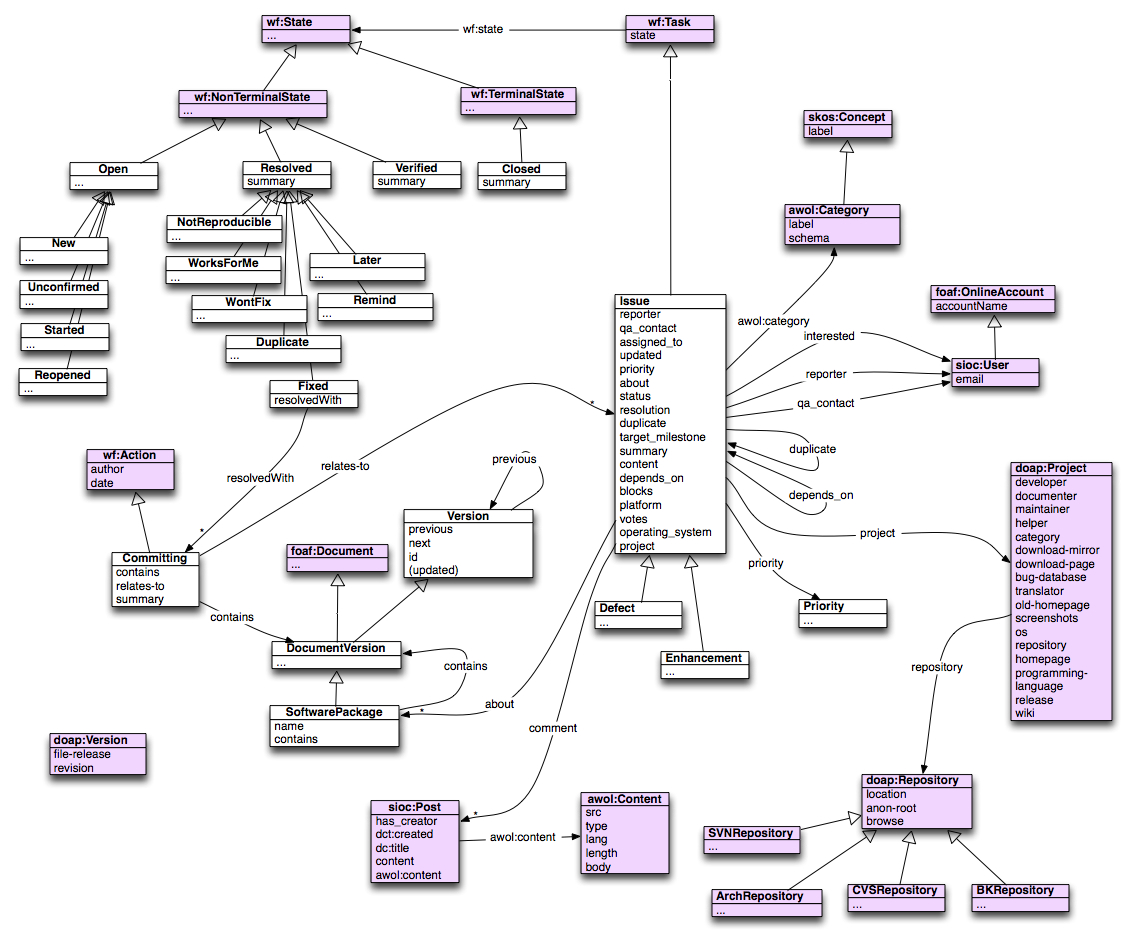 wf:State
...
wf:state
wf:Task
state
wf:NonTerminalState
...
wf:TerminalState
...
skos:Concept
label
Open
...
Resolved
summary
Verified
summary
Closed
summary
awol:Category
label
schema
NotReproducible
...
New
...
WorksForMe
...
Later
...
Unconfirmed
...
WontFix
...
Remind
...
Started
...
Duplicate
...
Reopened
...
Fixed
resolvedWith
foaf:OnlineAccount
accountName
sioc:User
email
Issue
reporter
qa_contact
assigned_to
updated
priority
about
status
resolution
duplicate
target_milestone
summary
content
depends_on
blocks
platform
votes
operating_system
project
awol:category
interested
reporter
qa_contact
duplicate
depends_on
project
priority
*
relates-to
resolvedWith
*
wf:Action
author
date
previous
Version
previous
next
id
(updated)
foaf:Document
...
Committing
contains
relates-to
summary
contains
DocumentVersion
...
contains
SoftwarePackage
name
contains
*
about
comment
*
Defect
...
Enhancement
...
Priority
...
doap:Project
developer
documenter
maintainer
helper
category
download-mirror
download-page
bug-database
translator
old-homepage
screenshots
os
repository
homepage
programming-
language
release
wiki
repository
doap:Version
file-release
revision
sioc:Post
has_creator
dct:created
dc:title
content
awol:content
awol:content
awol:Content
src
type
lang
length
body
doap:Repository
location
anon-root
browse
SVNRepository
...
ArchRepository
...
CVSRepository
...
BKRepository
...